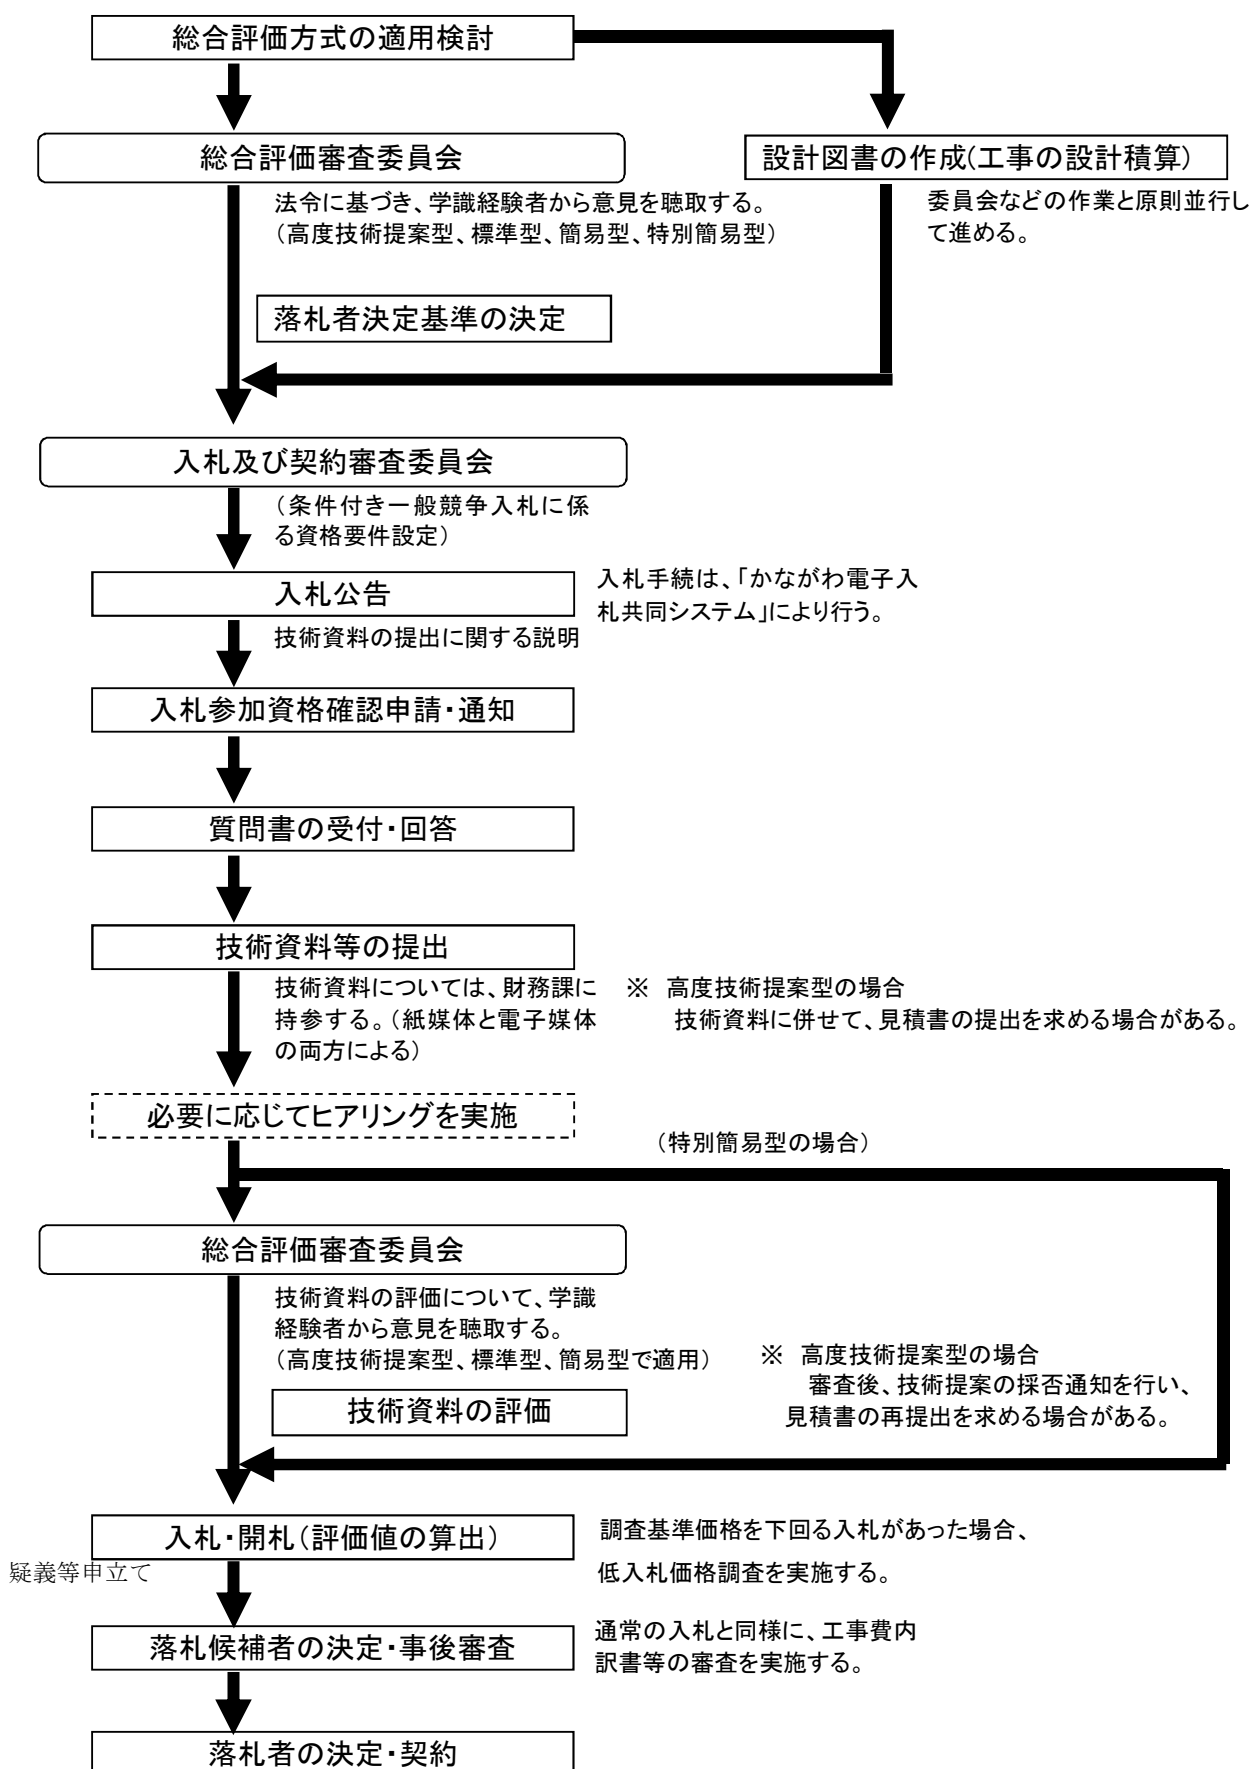 総合評価方式の適用検討
総合評価審査委員会
設計図書の作成(工事の設計積算)
法令に基づき、学識経験者から意見を聴取する。
（高度技術提案型、標準型、簡易型、特別簡易型）
委員会などの作業と原則並行し
て進める。
落札者決定基準の決定
入札及び契約審査委員会
（条件付き一般競争入札に係
る資格要件設定）
入札公告
入札手続は、「かながわ電子入
札共同システム」により行う。
技術資料の提出に関する説明
入札参加資格確認申請・通知
質問書の受付・回答
技術資料等の提出
技術資料については、財務課に
持参する。（紙媒体と電子媒体
の両方による）
※ 高度技術提案型の場合
技術資料に併せて、見積書の提出を求める場合がある。
必要に応じてヒアリングを実施
（特別簡易型の場合）
総合評価審査委員会
技術資料の評価について、学識
経験者から意見を聴取する。
（高度技術提案型、標準型、簡易型で適用）
※ 高度技術提案型の場合
審査後、技術提案の採否通知を行い、
見積書の再提出を求める場合がある。
技術資料の評価
入札・開札（評価値の算出）
調査基準価格を下回る入札があった場合、
低入札価格調査を実施する。
疑義等申立て
落札候補者の決定・事後審査
通常の入札と同様に、工事費内
訳書等の審査を実施する。
落札者の決定・契約